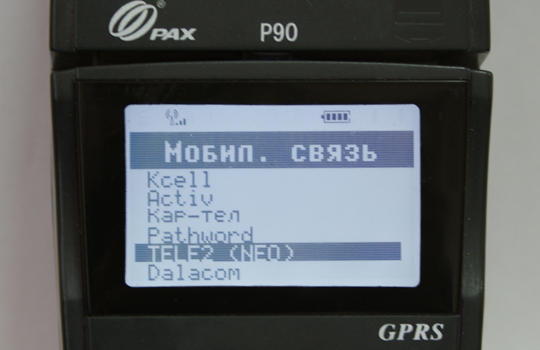 PAX P90
Мобил. связь
Kcell
Activ
Кар-тел
Pathword
TELE2 (NEO)
Dalacom
GPRS